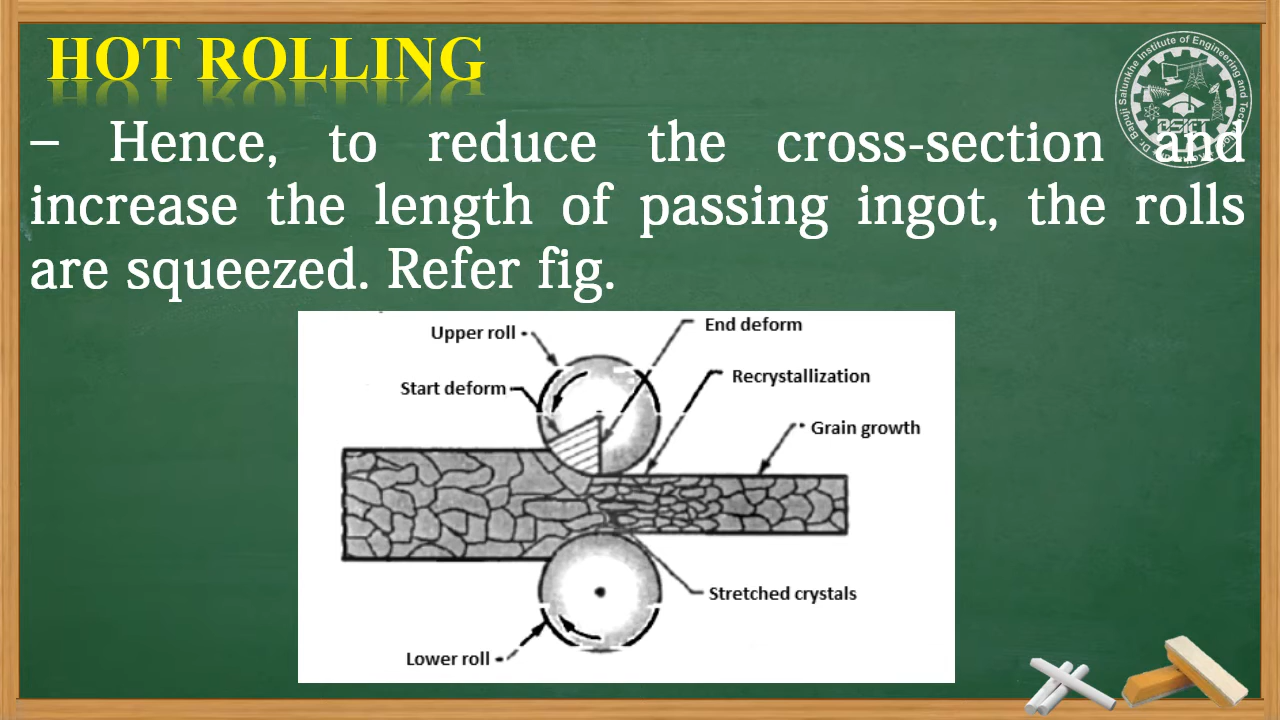 HOT ROLLING
– Hence, to reduce the cross-section and
increase the length of passing ingot, the rolls
are squeezed. Refer fig.
Upper roll
End deform
Start deform
Recrystallization
Grain growth
Stretched crystals
Lower roll